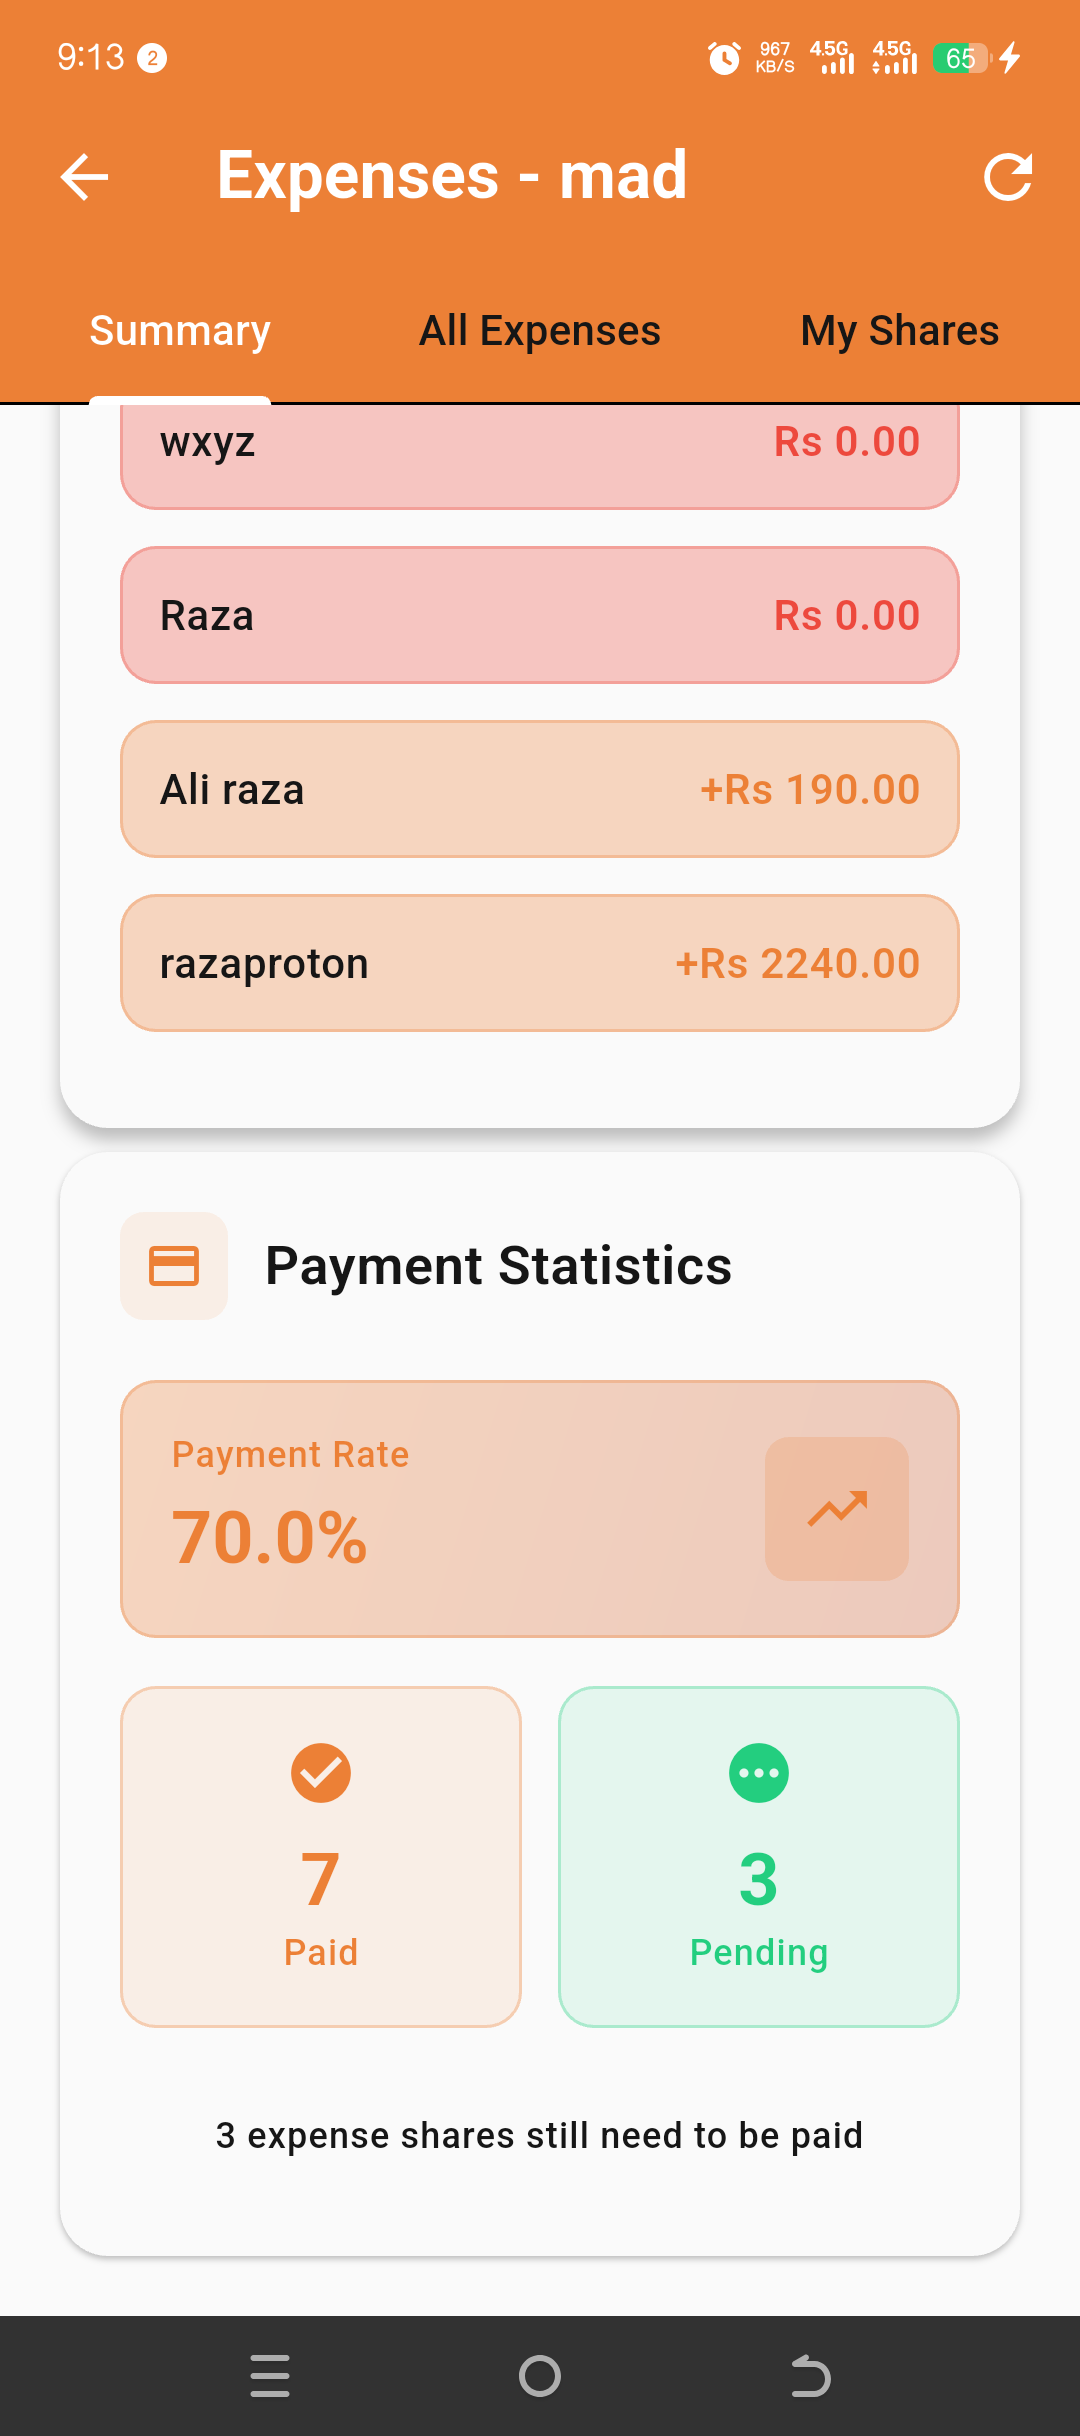 9:13 2 967 KB/S 4.5G 4.5G 65
Expenses - mad
Summary All Expenses My Shares
wxyz Rs 0.00
Raza Rs 0.00
Ali raza +Rs 190.00
razaproton +Rs 2240.00
Payment Statistics
Payment Rate
70.0%
7 3
Paid Pending
3 expense shares still need to be paid